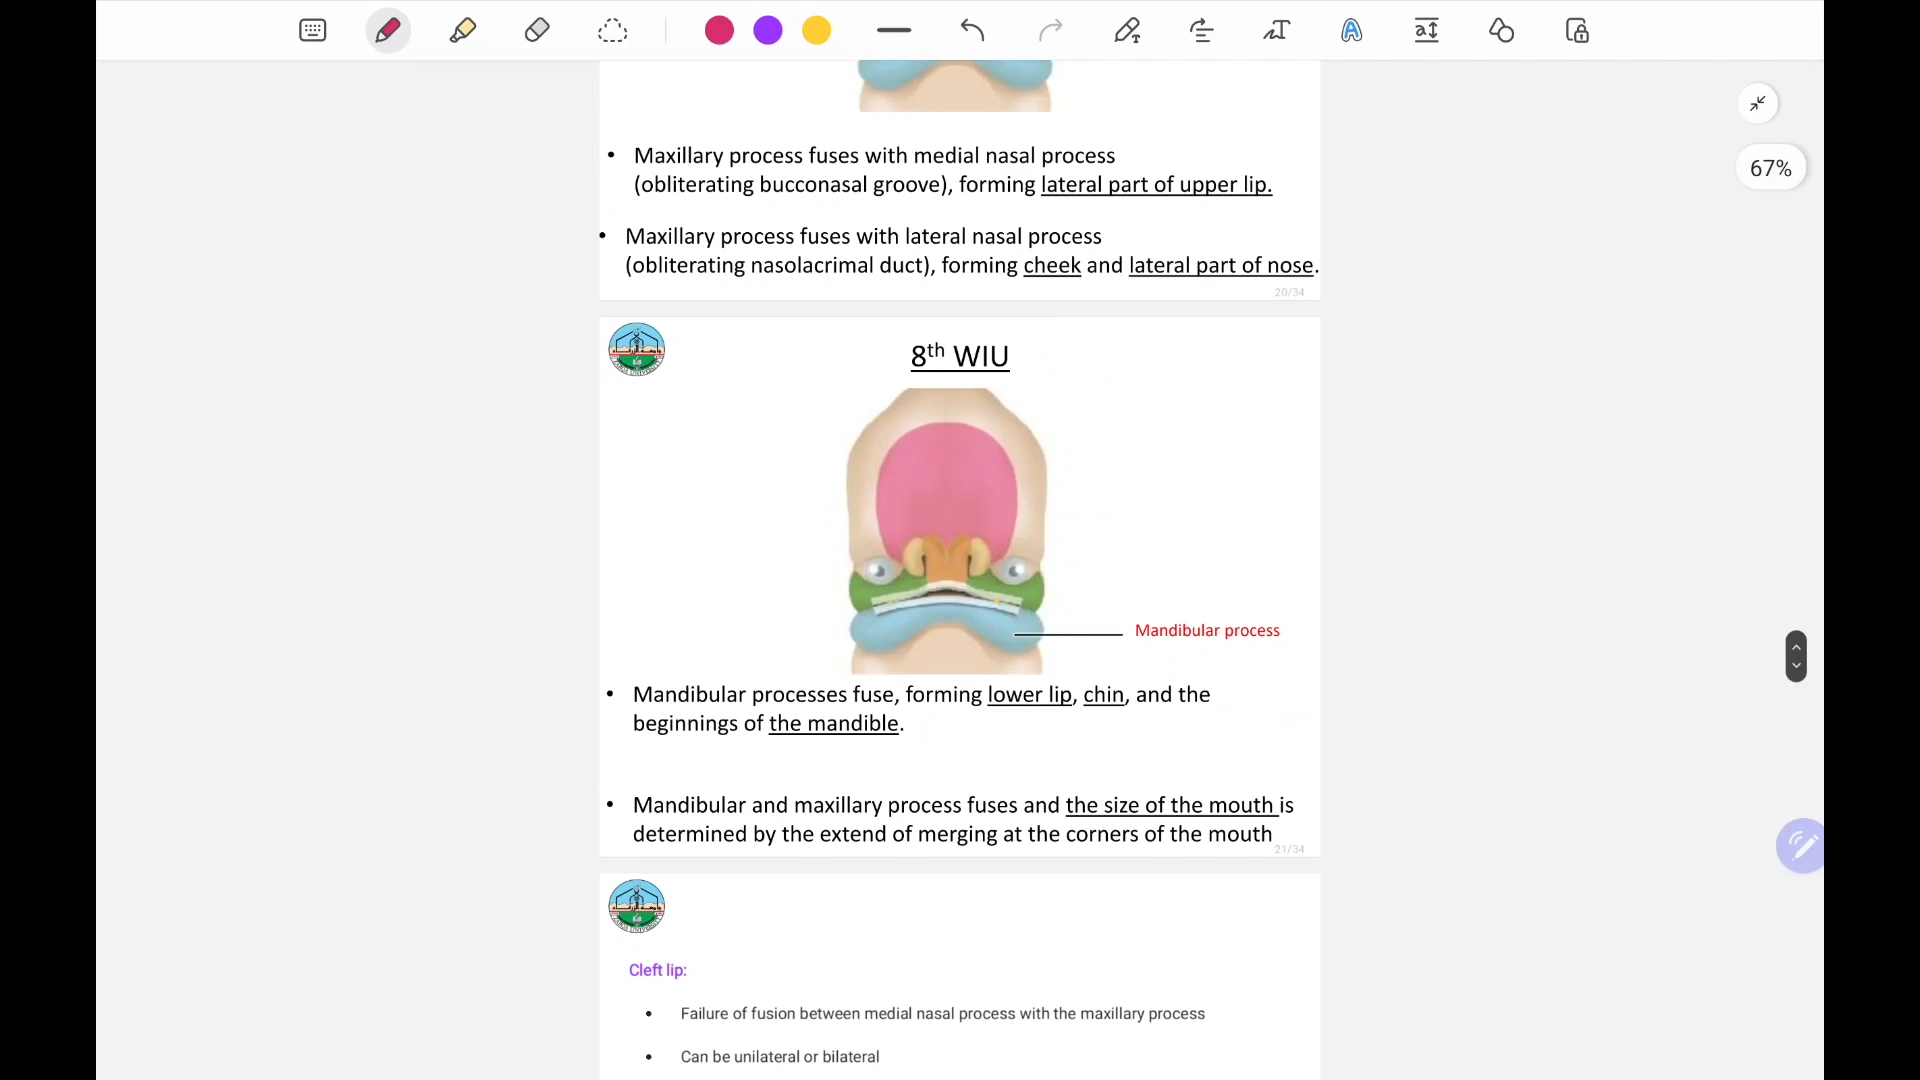 67%
• Maxillary process fuses with medial nasal process
(obliterating bucconasal groove), forming lateral part of upper lip.
• Maxillary process fuses with lateral nasal process
(obliterating nasolacrimal duct), forming cheek and lateral part of nose.
20/34
8th WIU
Mandibular process
• Mandibular processes fuse, forming lower lip, chin, and the
beginnings of the mandible.
• Mandibular and maxillary process fuses and the size of the mouth is
determined by the extend of merging at the corners of the mouth
21/34
Cleft lip:
• Failure of fusion between medial nasal process with the maxillary process
• Can be unilateral or bilateral